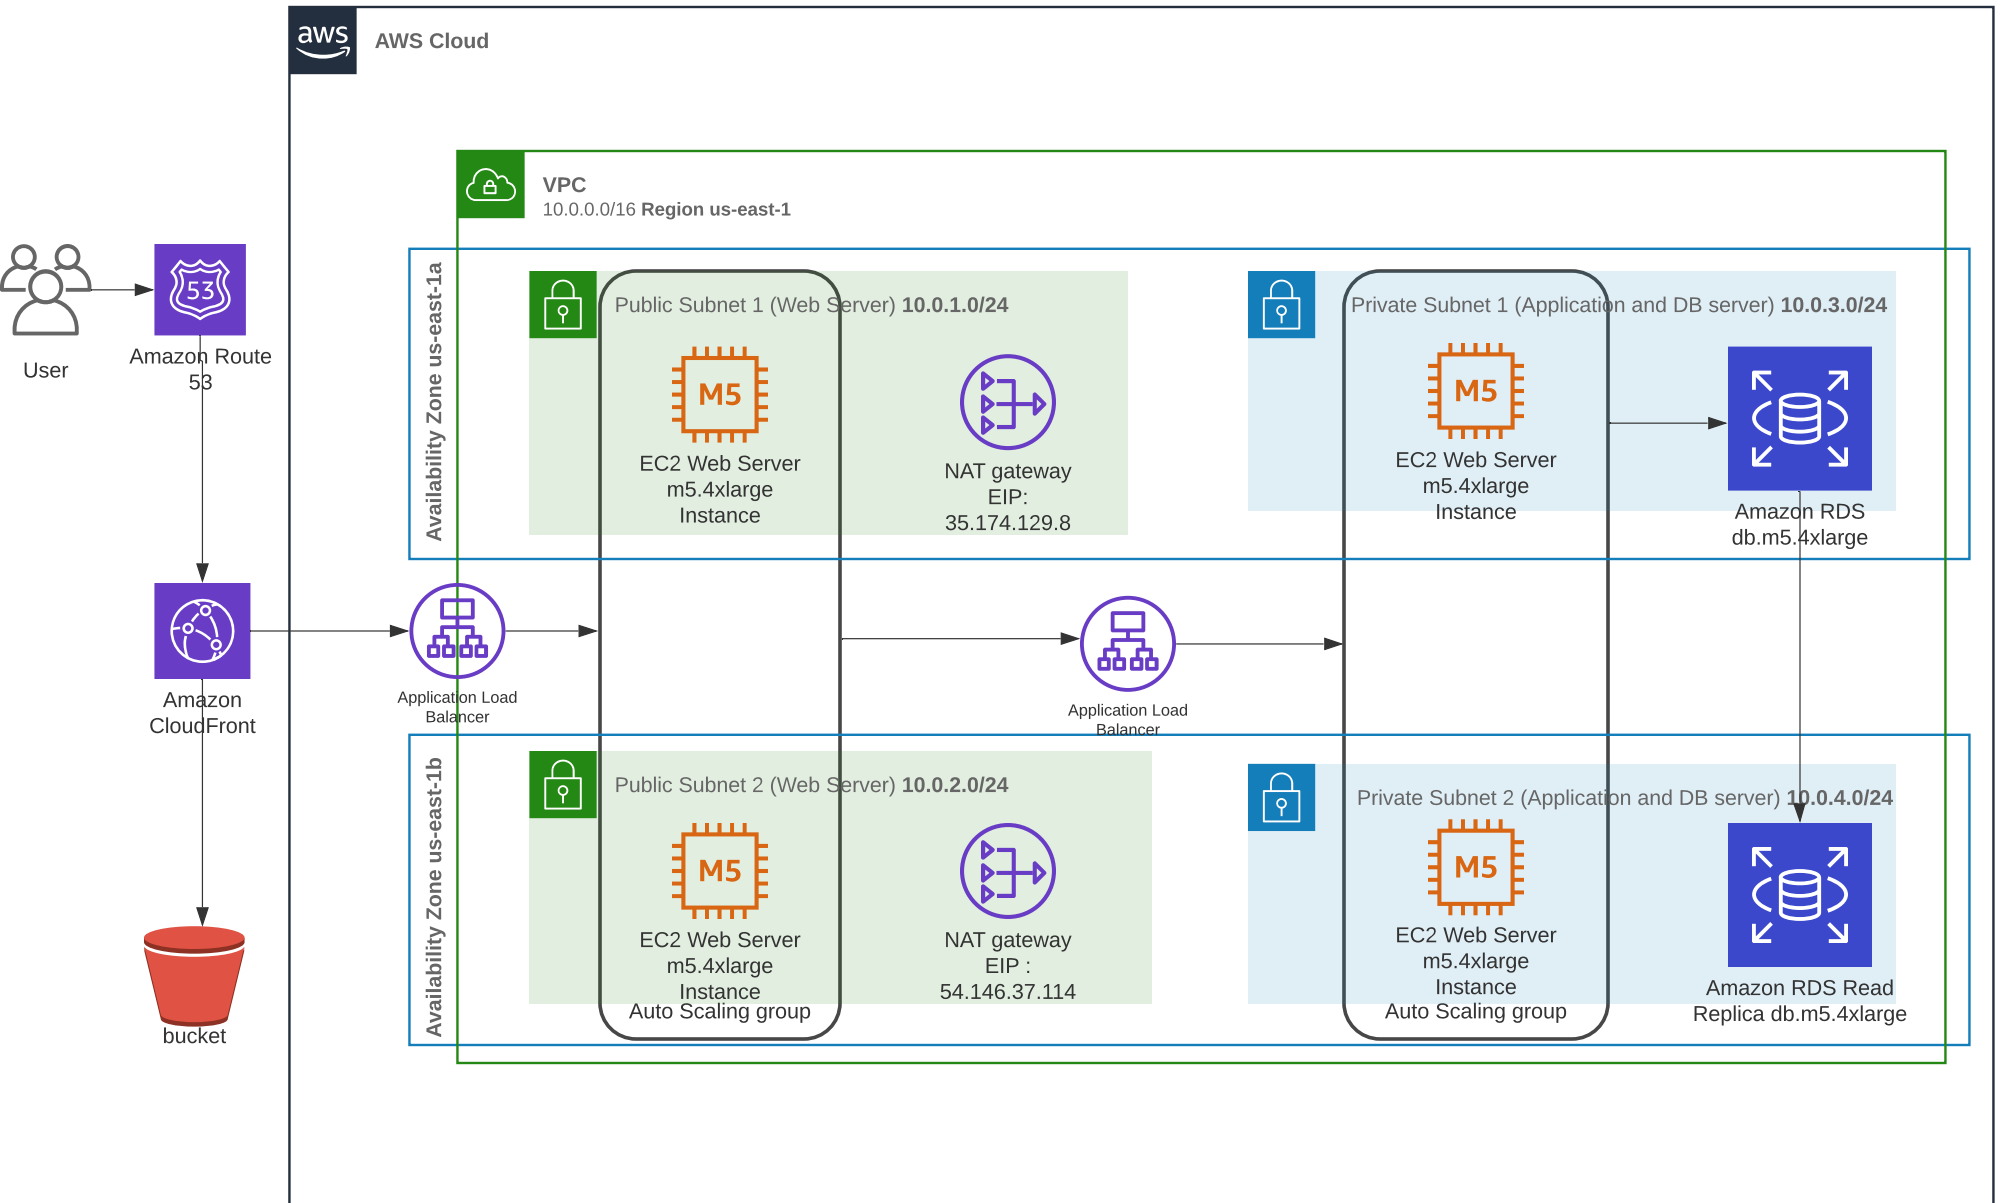 aws
AWS Cloud
VPC
10.0.0.0/16 Region us-east-1
User
53
Amazon Route
53
Availability Zone us-east-1a
Public Subnet 1 (Web Server) 10.0.1.0/24
M5
EC2 Web Server
m5.4xlarge
Instance
NAT gateway
EIP:
35.174.129.8
Private Subnet 1 (Application and DB server) 10.0.3.0/24
M5
EC2 Web Server
m5.4xlarge
Instance
Amazon RDS
db.m5.4xlarge
Amazon
CloudFront
Application Load
Balancer
Application Load
Balancer
Availability Zone us-east-1b
Public Subnet 2 (Web Server) 10.0.2.0/24
M5
EC2 Web Server
m5.4xlarge
Instance
Auto Scaling group
NAT gateway
EIP :
54.146.37.114
Private Subnet 2 (Application and DB server) 10.0.4.0/24
M5
EC2 Web Server
m5.4xlarge
Instance
Auto Scaling group
Amazon RDS Read
Replica db.m5.4xlarge
bucket